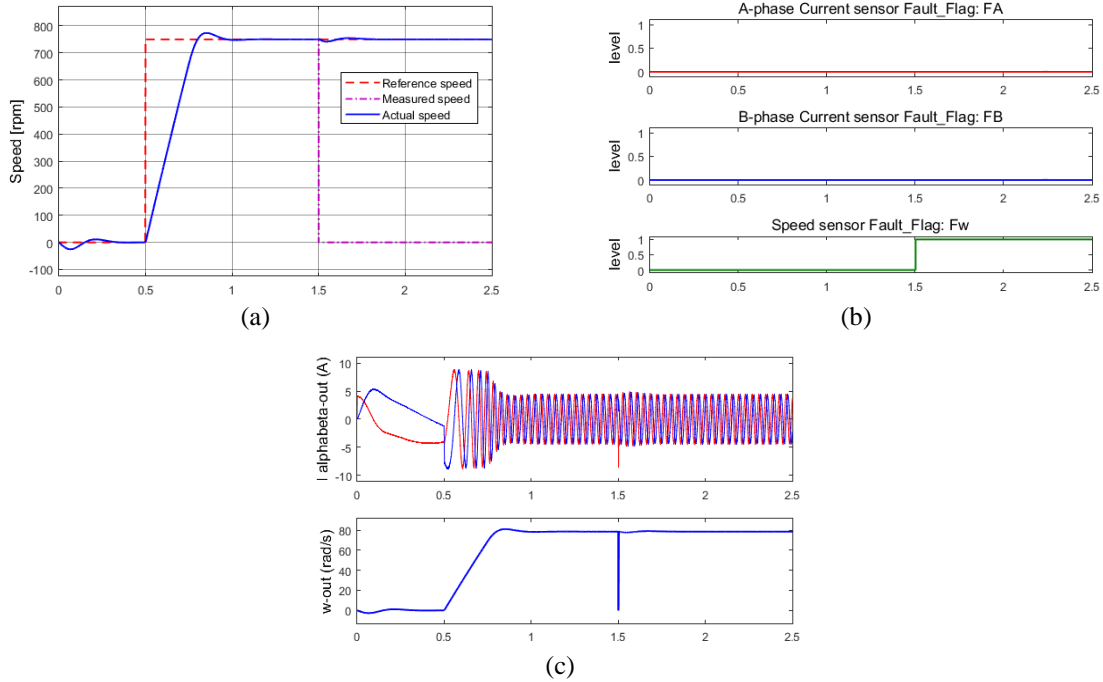 800
700
600
500
400
300
200
100
0
-100
Speed [rpm]
Reference speed
Measured speed
Actual speed
0 0.5 1 1.5 2 2.5
(a)
A-phase Current sensor Fault_Flag: FA
level
1
0.5
0
0 0.5 1 1.5 2 2.5
B-phase Current sensor Fault_Flag: FB
level
1
0.5
0
0 0.5 1 1.5 2 2.5
Speed sensor Fault_Flag: Fw
level
1
0.5
0
0 0.5 1 1.5 2 2.5
(b)
I alphabeta-out (A)
10
5
0
-5
-10
0 0.5 1 1.5 2 2.5
w-out (rad/s)
80
60
40
20
0
0 0.5 1 1.5 2 2.5
(c)